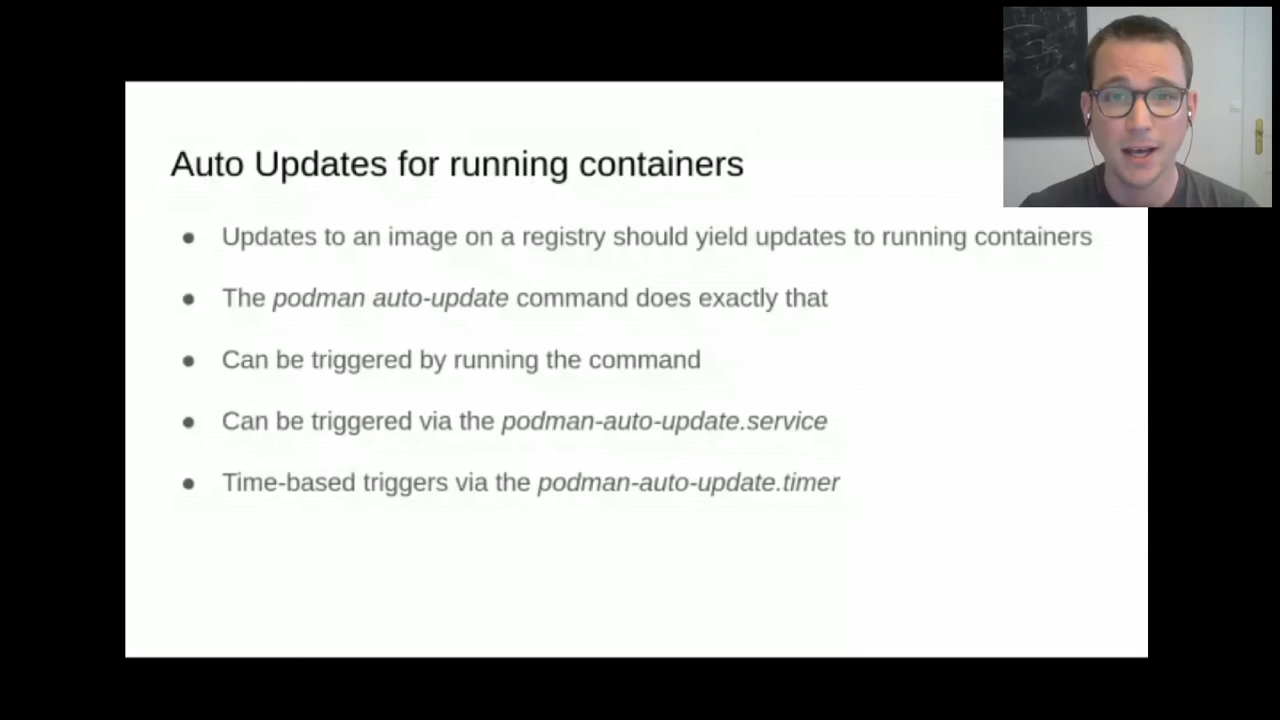 Auto Updates for running containers
● Updates to an image on a registry should yield updates to running containers
● The podman auto-update command does exactly that
● Can be triggered by running the command
● Can be triggered via the podman-auto-update.service
● Time-based triggers via the podman-auto-update.timer